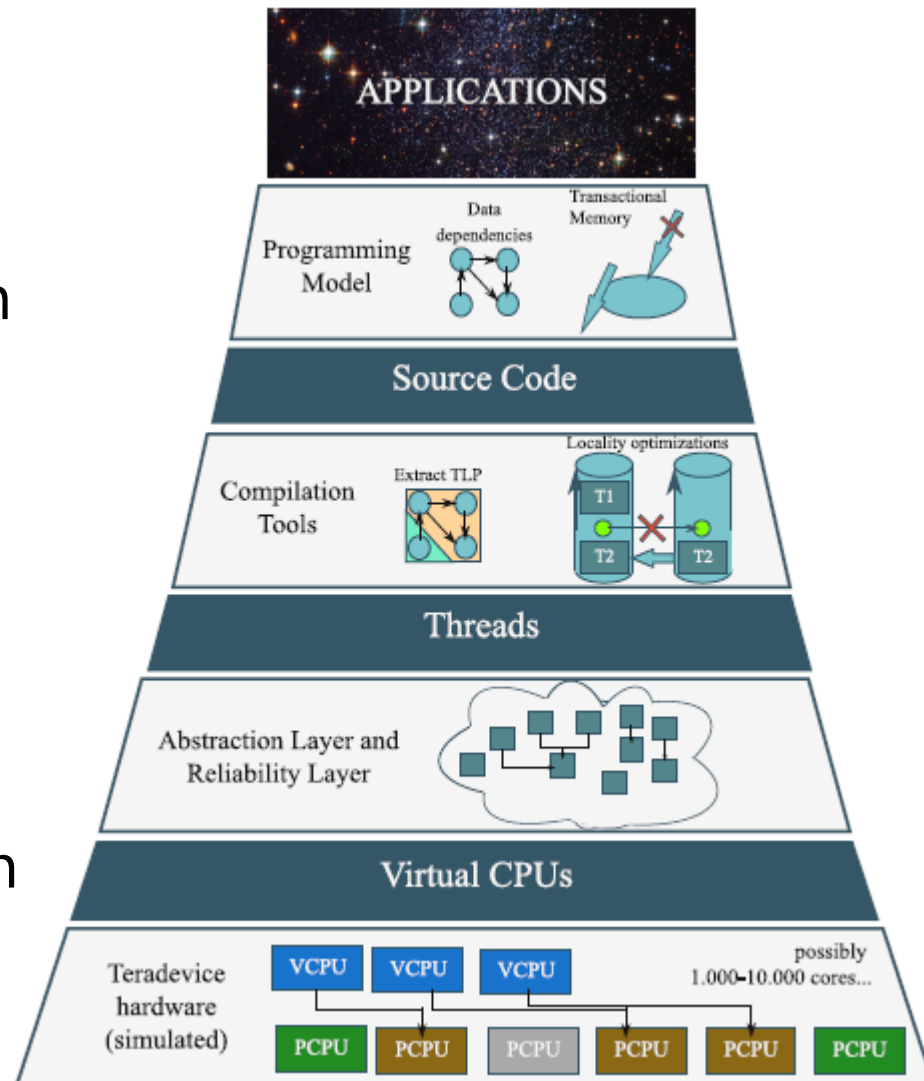 APPLICATIONS
Programming
Model
Data
dependencies
Transactional
Memory
n
Source Code
Compilation
Tools
Extract TLP
Locality optimizations
T1
T2
T2
Threads
Abstraction Layer and
Reliability Layer
n
Virtual CPUs
Teradevice
hardware
(simulated)
VCPU
VCPU
VCPU
possibly
1.000-10.000 cores...
PCPU
PCPU
PCPU
PCPU
PCPU
PCPU